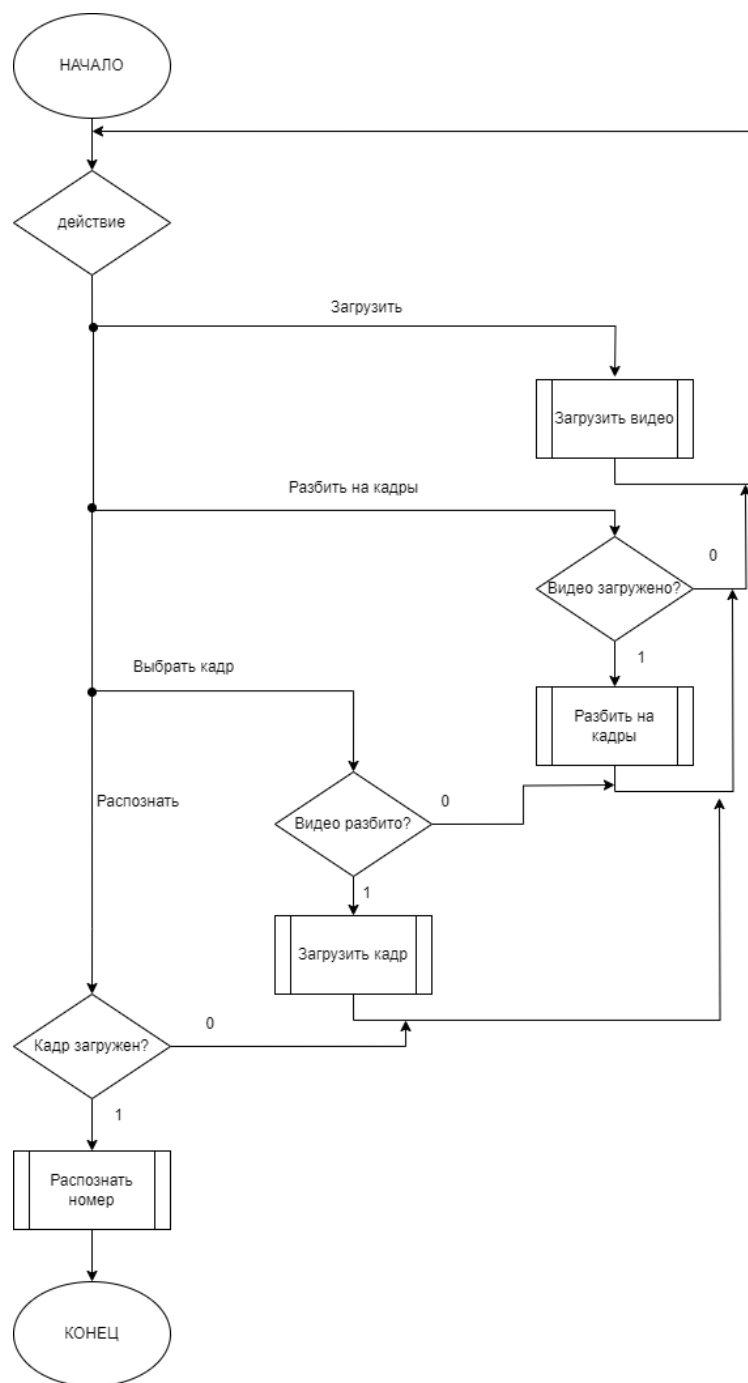 НАЧАЛО
действие
Загрузить
Загрузить видео
Разбить на кадры
0
Видео загружено?
1
Выбрать кадр
Разбить на
кадры
Распознать
0
Видео разбито?
1
Загрузить кадр
0
Кадр загружен?
1
Распознать
номер
КОНЕЦ